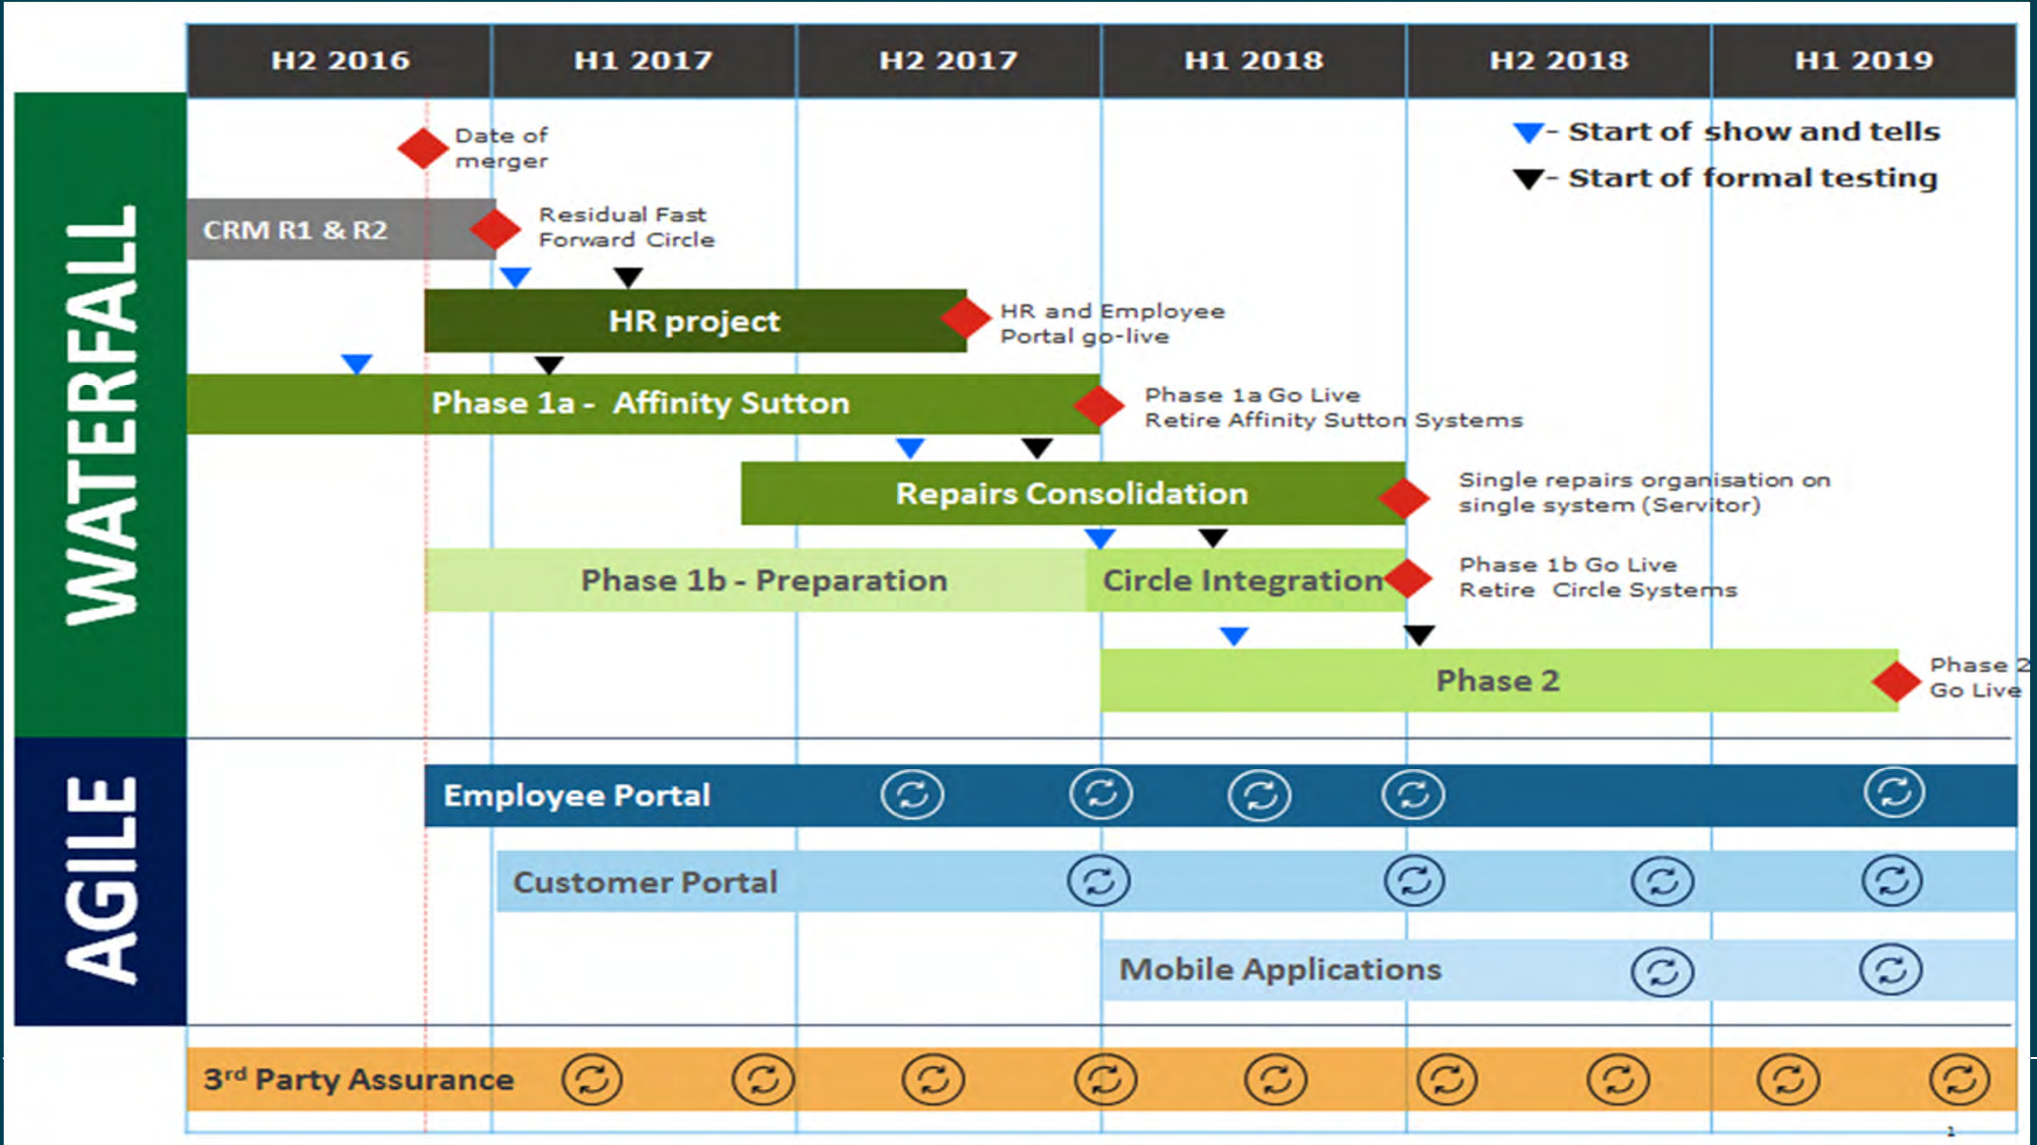 H2 2016
H1 2017
H2 2017
H1 2018
H2 2018
H1 2019
WATERFALL
- Start of show and tells
- Start of formal testing
Date of
merger
CRM R1 & R2
Residual Fast
Forward Circle
HR project
HR and Employee
Portal go-live
Phase 1a - Affinity Sutton
Phase 1a Go Live
Retire Affinity Sutton Systems
Repairs Consolidation
Single repairs organisation on
single system (Servitor)
Phase 1b - Preparation
Circle Integration
Phase 1b Go Live
Retire Circle Systems
Phase 2
Phase 2
Go Live
AGILE
Employee Portal
Customer Portal
Mobile Applications
3rd Party Assurance
1